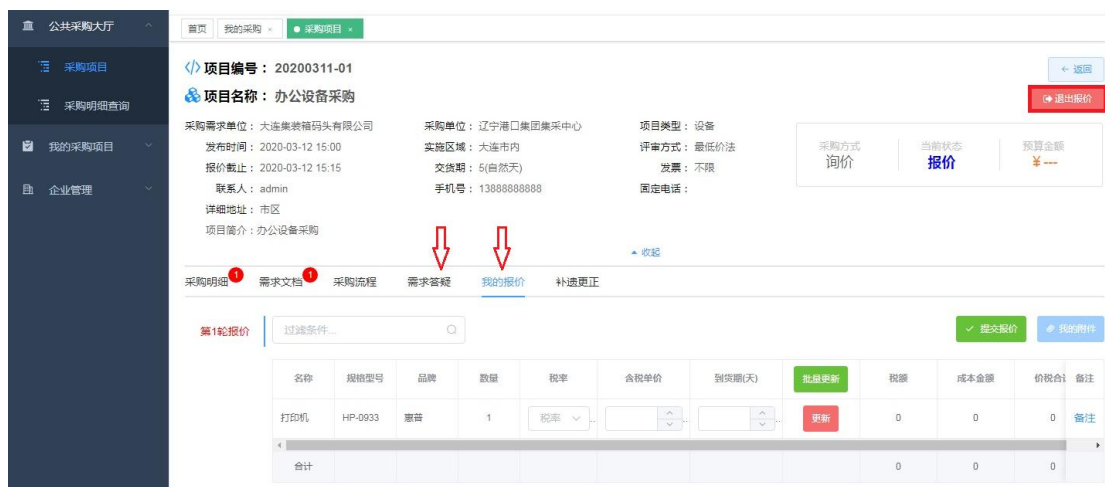 公共采购大厅
采购项目
采购明细查询
我的采购项目
企业管理
首页 我的采购 × ● 采购项目 ×
项目编号： 20200311-01
← 返回
项目名称： 办公设备采购
退出报价
采购需求单位：大连集装箱码头有限公司 采购单位：辽宁港口集团集采中心 项目类型：设备
发布时间：2020-03-12 15:00 实施区域：大连市内 评审方式：最低价法
报价截止：2020-03-12 15:15 交货期：5(自然天) 发票：不限
联系人：admin 手机号：13888888888 固定电话：
详细地址：市区
项目简介：办公设备采购
采购方式 当前状态 预算金额
询价 报价 ¥ ---
收起
采购明细 1 需求文档 1 采购流程 需求答疑 我的报价 补遗更正
第1轮报价 过滤条件... 提交报价 我的附件
名称 规格型号 品牌 数量 税率 含税单价 到货期(天) 批量更新 税额 成本金额 价税合计 备注
打印机 HP-0933 惠普 1 税率 更新 0 0 0 备注
合计 0 0 0